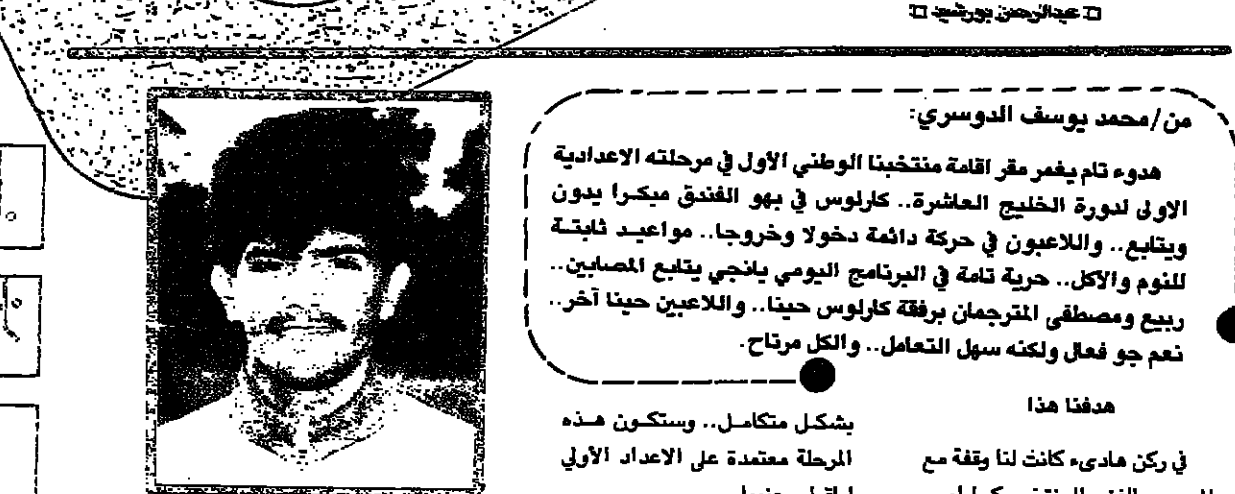 □ عبدالرحمن بورشيد □
من/محمد يوسف الدوسري:
هدوء تام يغمر مقر اقامة منتخبنا الوطني الأول في مرحلته الاعدادية
الاولى لدورة الخليج العاشرة.. كارلوس في بهو الفندق مبكرا يدون
ويتابع.. واللاعبون في حركة دائمة دخولا وخروجا.. مواعيد ثابتة
للنوم والأكل.. حرية تامة في البرنامج اليومي يانجي يتابع المصابين..
ربيع ومصطفى المترجمان برفقة كارلوس حينا.. واللاعبين حينا آخر..
نعم جو فعال ولكنه سهل التعامل.. والكل مرتاح.
هدفنا هذا
في ركن هادىء كانت لنا وقفة مع
بشكل متكامل.. وستكون هذه
المرحلة معتمدة على الاعداد الأولي